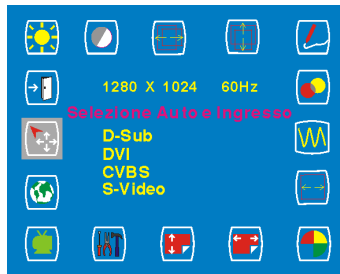 1280 X 1024 60Hz
Selezione Auto e Ingresso
D-Sub
DVI
CVBS
S-Video